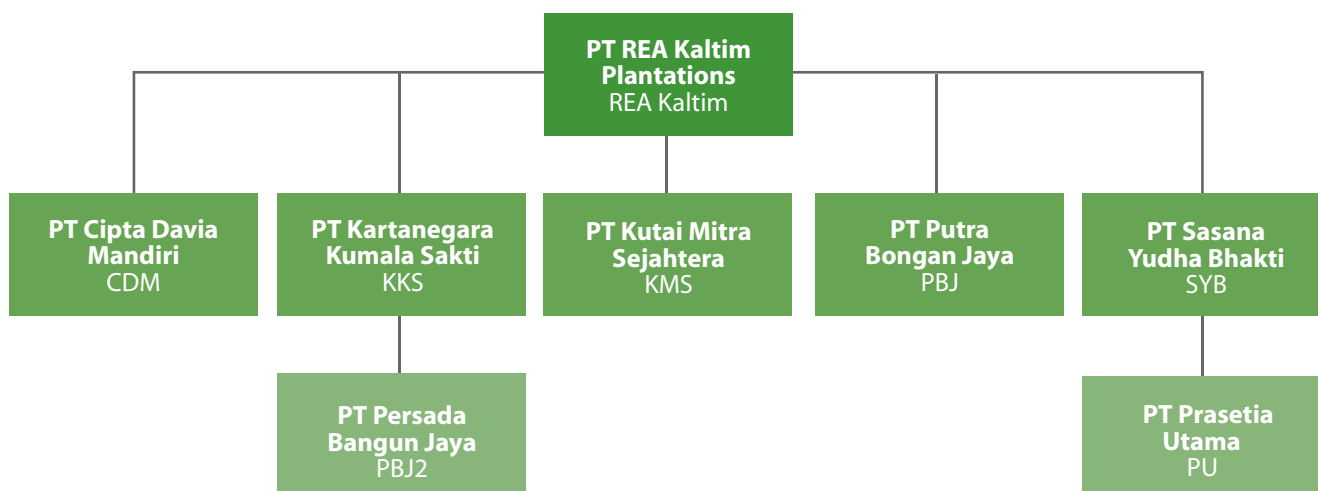 PT REA Kaltim
Plantations
REA Kaltim
PT Cipta Davia
Mandiri
CDM
PT Kartanegara
Kumala Sakti
KKS
PT Kutai Mitra
Sejahtera
KMS
PT Putra
Bongan Jaya
PBJ
PT Sasana
Yudha Bhakti
SYB
PT Persada
Bangun Jaya
PBJ2
PT Prasetia
Utama
PU